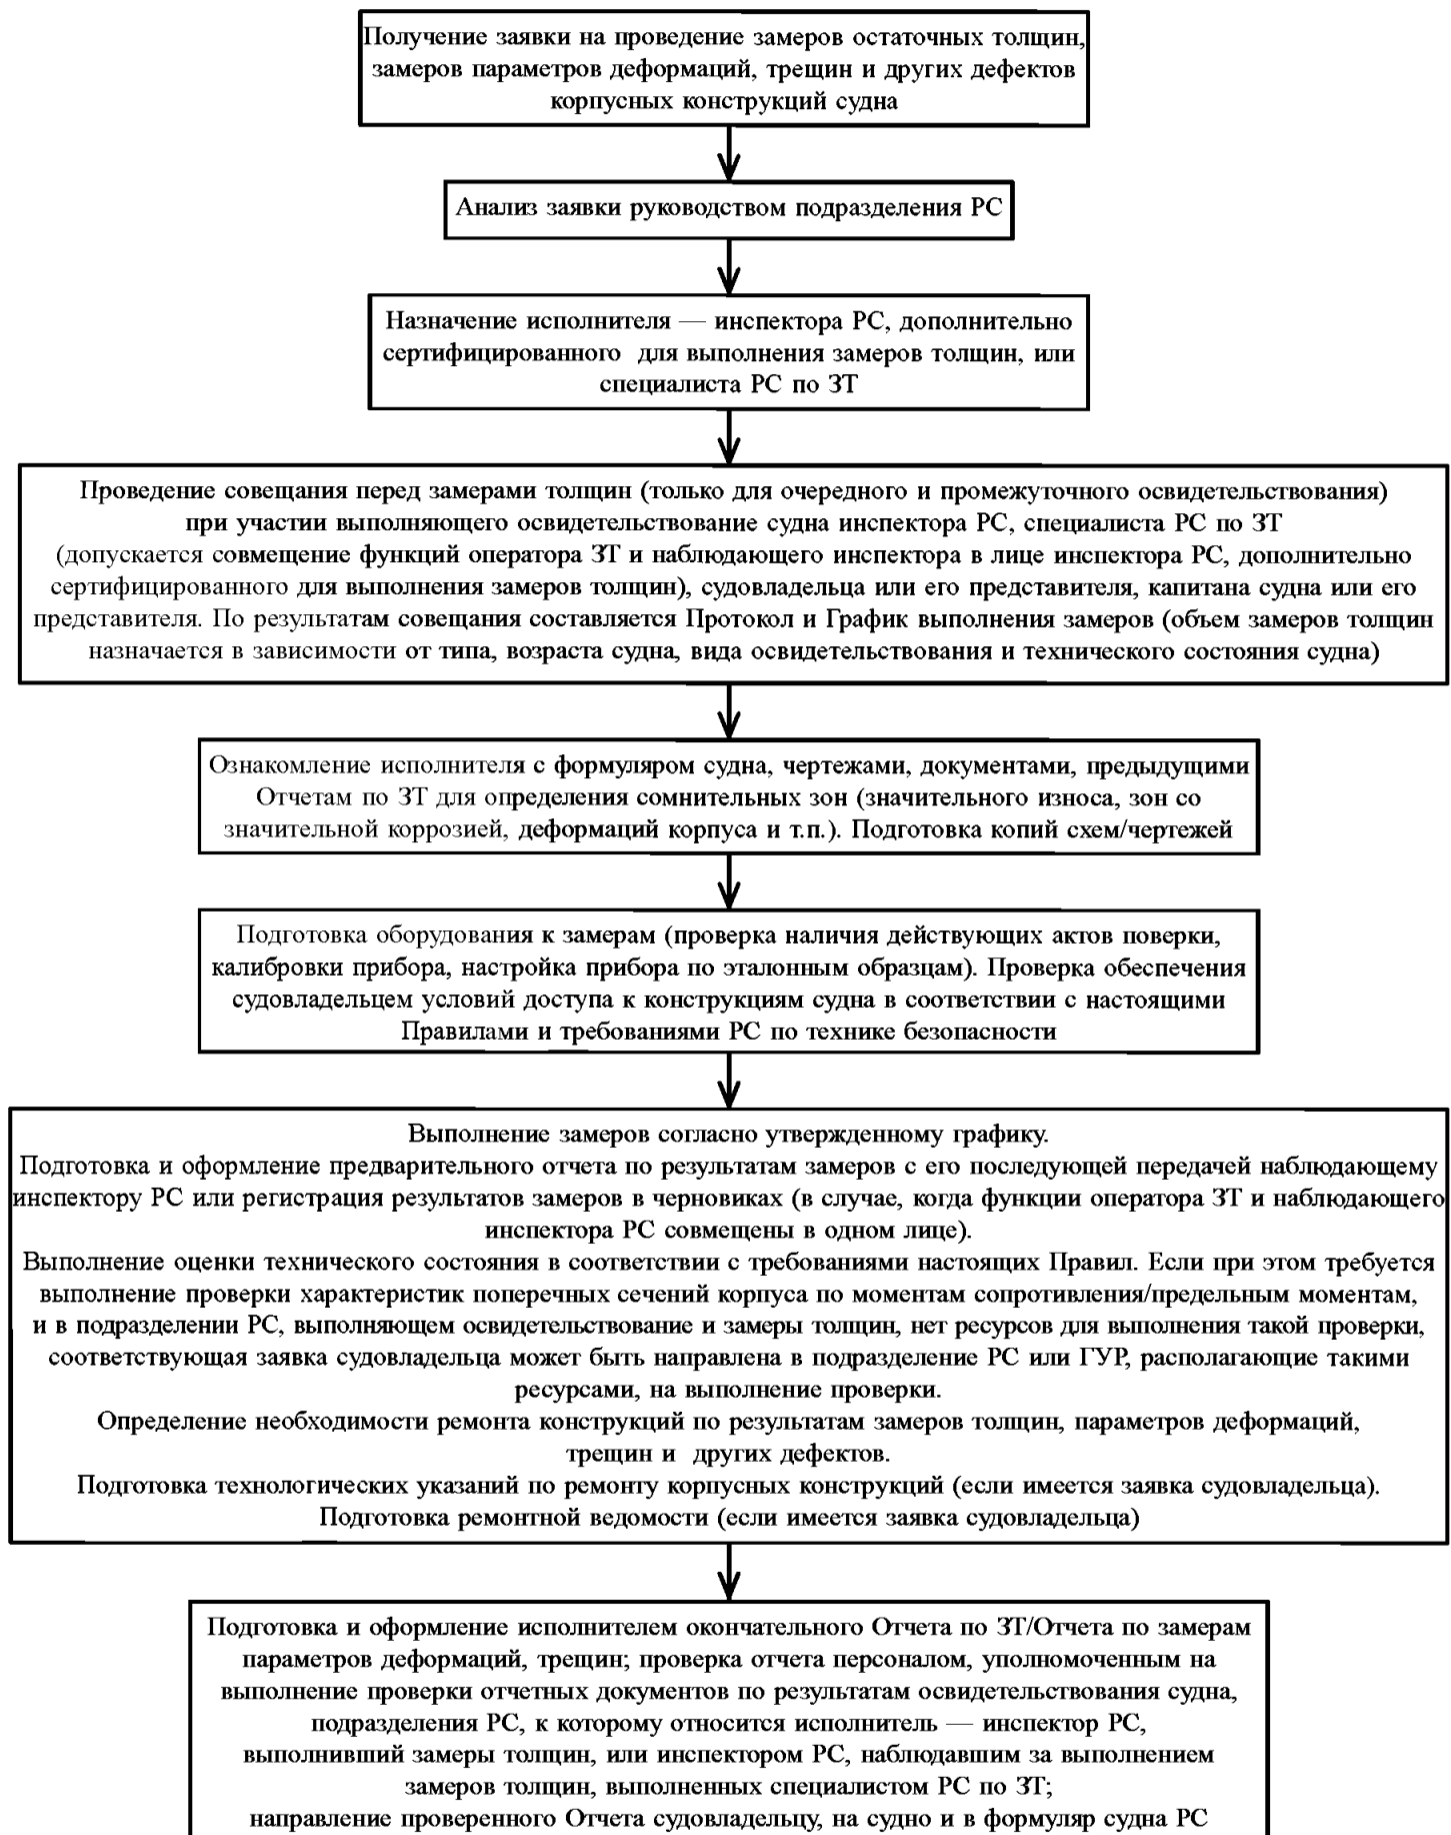 Получение заявки на проведение замеров остаточных толщин,
замеров параметров деформаций, трещин и других дефектов
корпусных конструкций судна
Анализ заявки руководством подразделения РС
Назначение исполнителя — инспектора РС, дополнительно
сертифицированного для выполнения замеров толщин, или
специалиста РС по ЗТ
Проведение совещания перед замерами толщин (только для очередного и промежуточного освидетельствования)
при участии выполняющего освидетельствование судна инспектора РС, специалиста РС по ЗТ
(допускается совмещение функций оператора ЗТ и наблюдающего инспектора в лице инспектора РС, дополнительно
сертифицированного для выполнения замеров толщин), судовладельца или его представителя, капитана судна или его
представителя. По результатам совещания составляется Протокол и График выполнения замеров (объем замеров толщин
назначается в зависимости от типа, возраста судна, вида освидетельствования и технического состояния судна)
Ознакомление исполнителя с формуляром судна, чертежами, документами, предыдущими
Отчетам по ЗТ для определения сомнительных зон (значительного износа, зон со
значительной коррозией, деформаций корпуса и т.п.). Подготовка копий схем/чертежей
Подготовка оборудования к замерам (проверка наличия действующих актов поверки,
калибровки прибора, настройка прибора по эталонным образцам). Проверка обеспечения
судовладельцем условий доступа к конструкциям судна в соответствии с настоящими
Правилами и требованиями РС по технике безопасности
Выполнение замеров согласно утвержденному графику.
Подготовка и оформление предварительного отчета по результатам замеров с его последующей передачей наблюдающему
инспектору РС или регистрация результатов замеров в черновиках (в случае, когда функции оператора ЗТ и наблюдающего
инспектора РС совмещены в одном лице).
Выполнение оценки технического состояния в соответствии с требованиями настоящих Правил. Если при этом требуется
выполнение проверки характеристик поперечных сечений корпуса по моментам сопротивления/предельным моментам,
и в подразделении РС, выполняющем освидетельствование и замеры толщин, нет ресурсов для выполнения такой проверки,
соответствующая заявка судовладельца может быть направлена в подразделение РС или ГУР, располагающие такими
ресурсами, на выполнение проверки.
Определение необходимости ремонта конструкций по результатам замеров толщин, параметров деформаций,
трещин и других дефектов.
Подготовка технологических указаний по ремонту корпусных конструкций (если имеется заявка судовладельца).
Подготовка ремонтной ведомости (если имеется заявка судовладельца)
Подготовка и оформление исполнителем окончательного Отчета по ЗТ/Отчета по замерам
параметров деформаций, трещин; проверка отчета персоналом, уполномоченным на
выполнение проверки отчетных документов по результатам освидетельствования судна,
подразделения РС, к которому относится исполнитель — инспектор РС,
выполнивший замеры толщин, или инспектором РС, наблюдавшим за выполнением
замеров толщин, выполненных специалистом РС по ЗТ;
направление проверенного Отчета судовладельцу, на судно и в формуляр судна РС